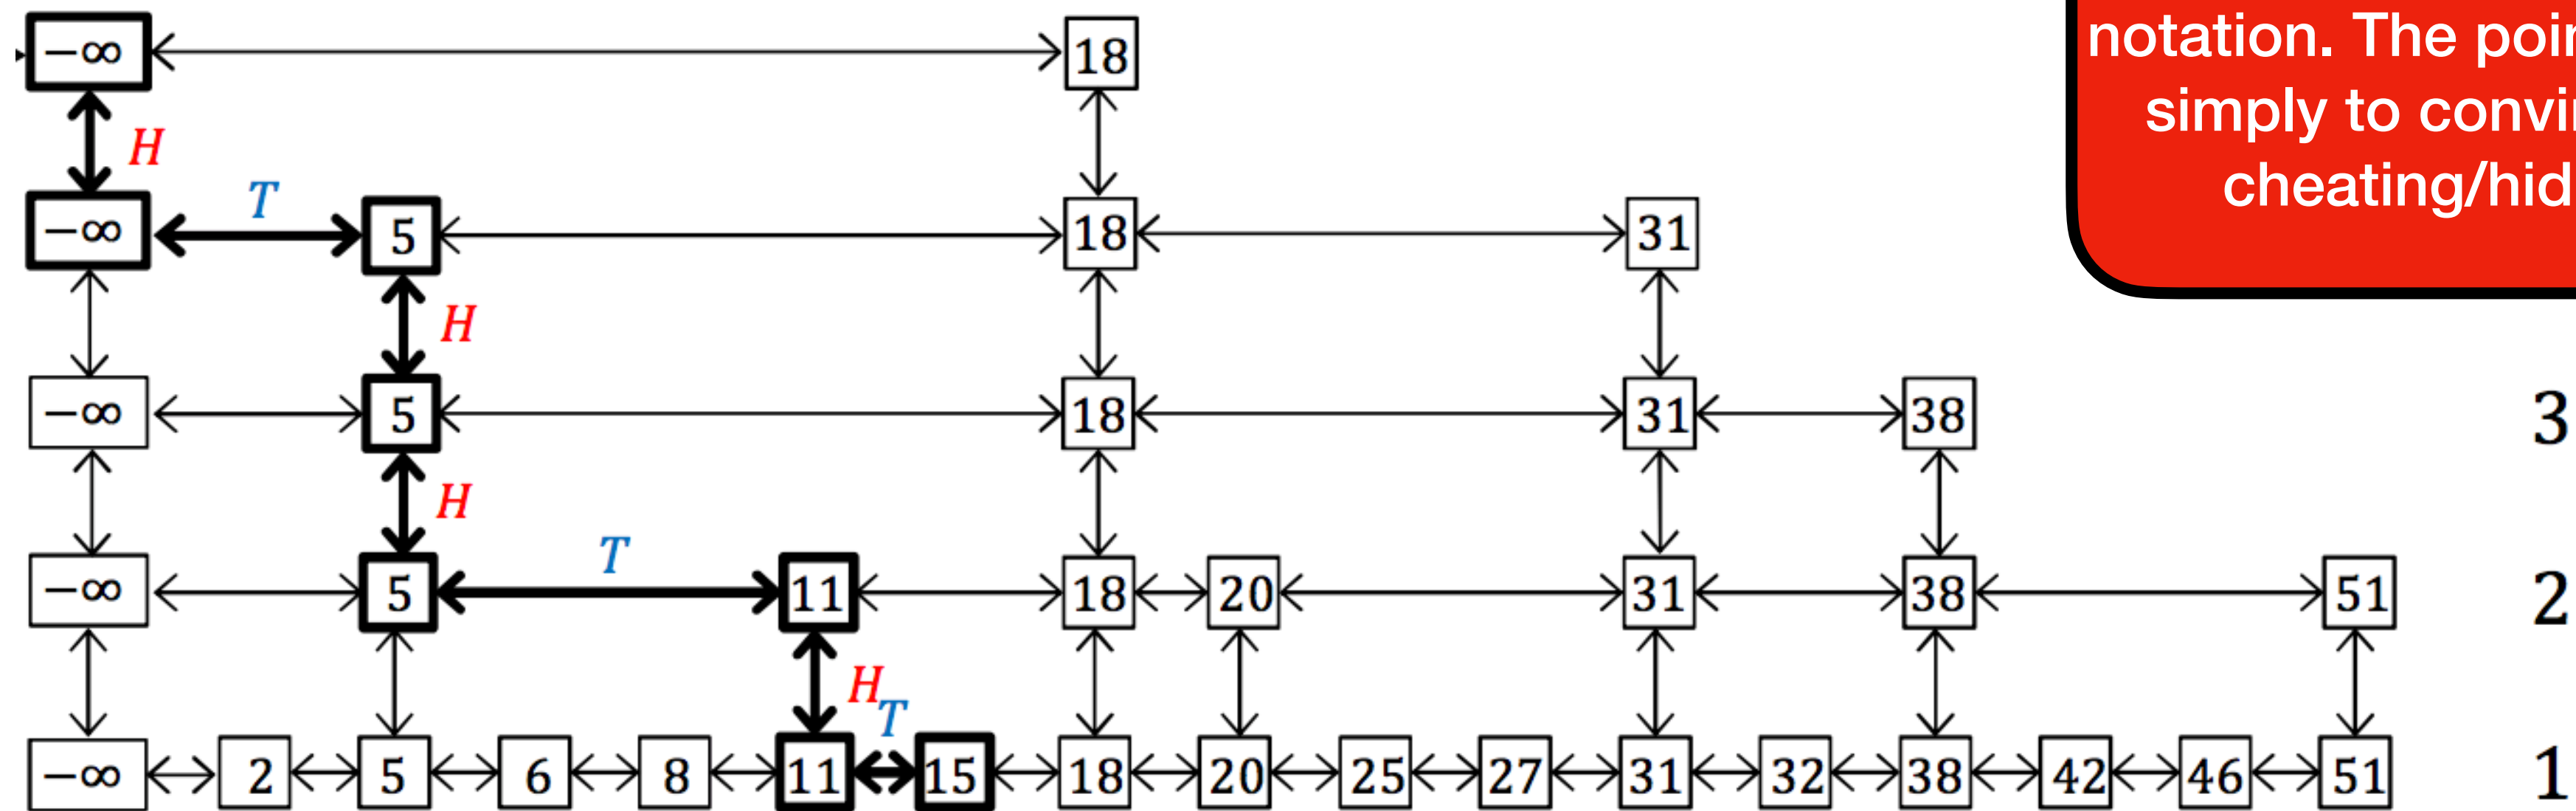 notation. The poin
simply to convin
cheating/hid
−∞ 18
H
T
−∞ 5 18 31
H
−∞ 5 18 31 38 3
H
T
−∞ 5 11 18 20 31 38 51 2
H
T
−∞ 2 5 6 8 11 15 18 20 25 27 31 32 38 42 46 51 1